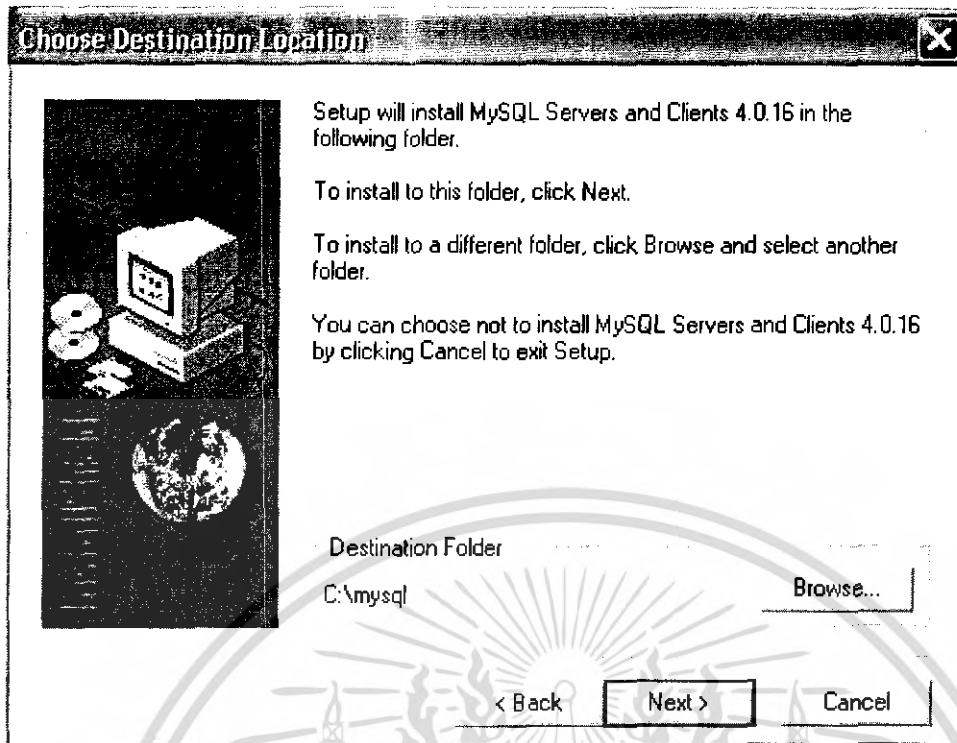 Choose Destination Location
Setup will install MySQL Servers and Clients 4.0.16 in the
following folder.
To install to this folder, click Next.
To install to a different folder, click Browse and select another
folder.
You can choose not to install MySQL Servers and Clients 4.0.16
by clicking Cancel to exit Setup.
Destination Folder
C:\mysql
Browse...
< Back
Next >
Cancel